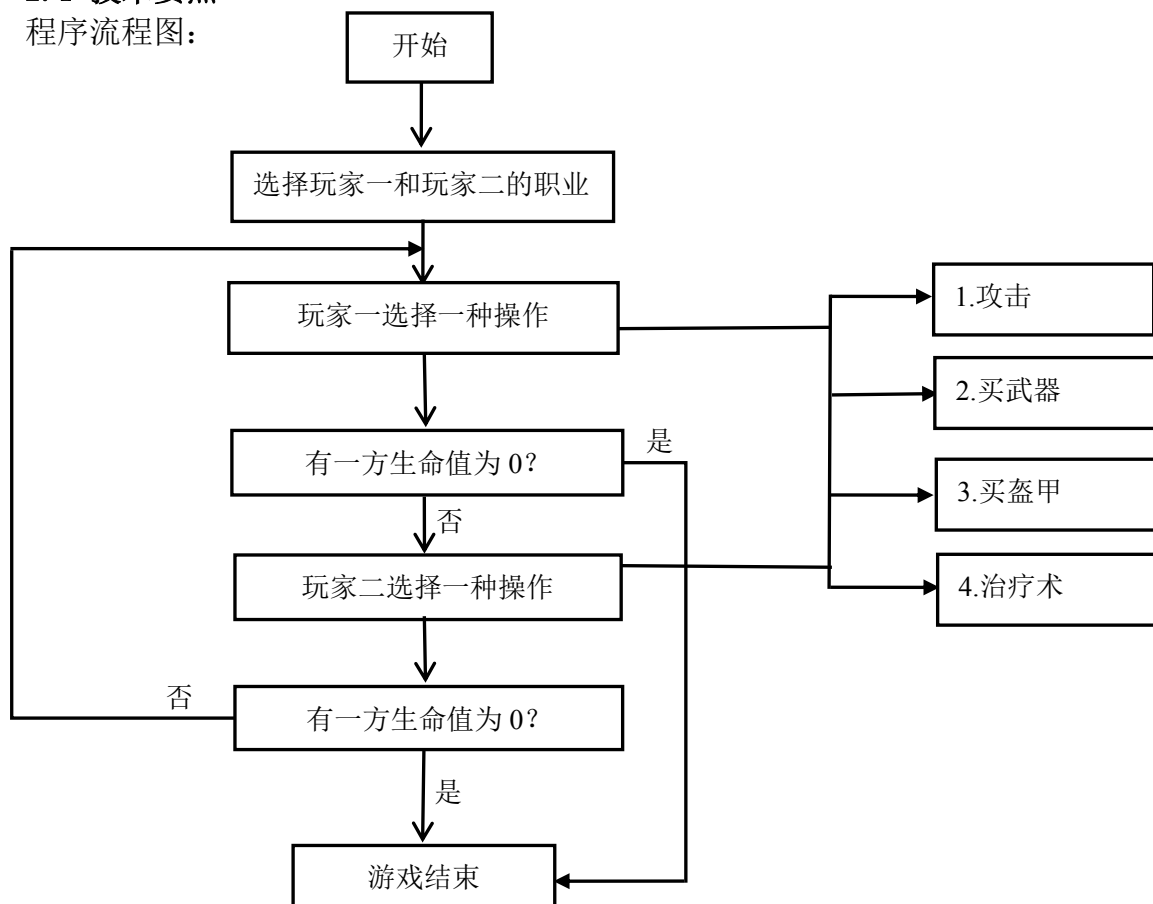 程序流程图：
开始
选择玩家一和玩家二的职业
玩家一选择一种操作
1.攻击
2.买武器
有一方生命值为 0？
是
3.买盔甲
否
玩家二选择一种操作
4.治疗术
否
有一方生命值为 0？
是
游戏结束